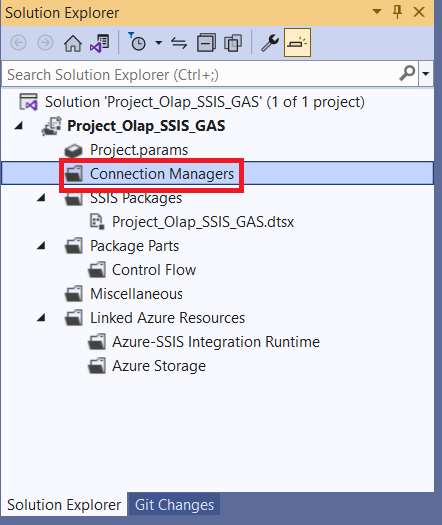 Solution Explorer
Search Solution Explorer (Ctrl+;)
Solution 'Project_Olap_SSIS_GAS' (1 of 1 project)
Project_Olap_SSIS_GAS
Project.params
Connection Managers
SSIS Packages
Project_Olap_SSIS_GAS.dtsx
Package Parts
Control Flow
Miscellaneous
Linked Azure Resources
Azure-SSIS Integration Runtime
Azure Storage
Solution Explorer Git Changes